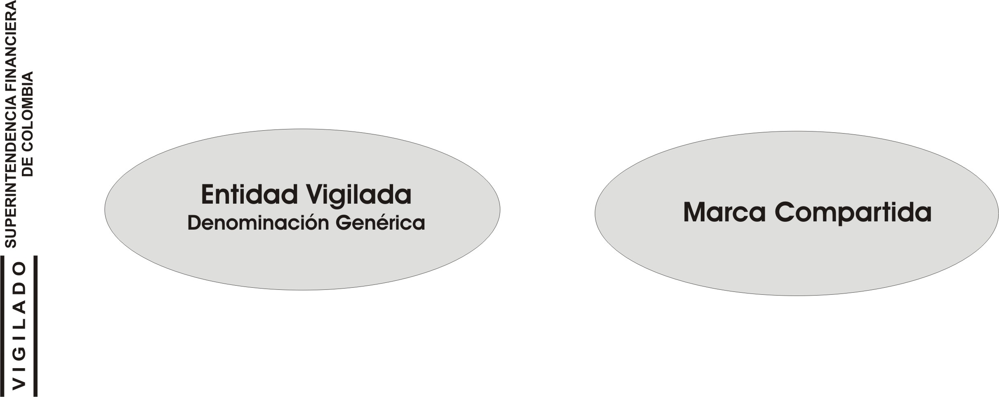 SUPERINTENDENCIA FINANCIERA
DE COLOMBIA
VIGILADO
Entidad Vigilada
Denominación Genérica
Marca Compartida